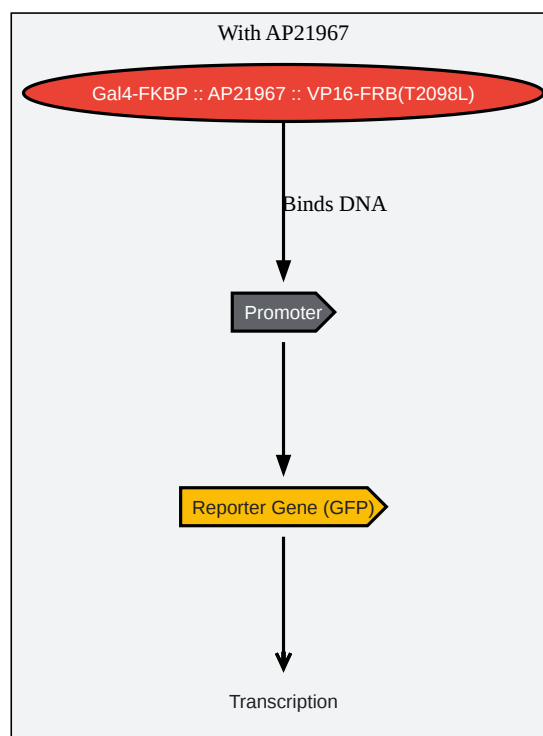 With AP21967
Gal4-FKBP :: AP21967 :: VP16-FRB(T2098L)
Binds DNA
Promoter
Reporter Gene (GFP)
Transcription